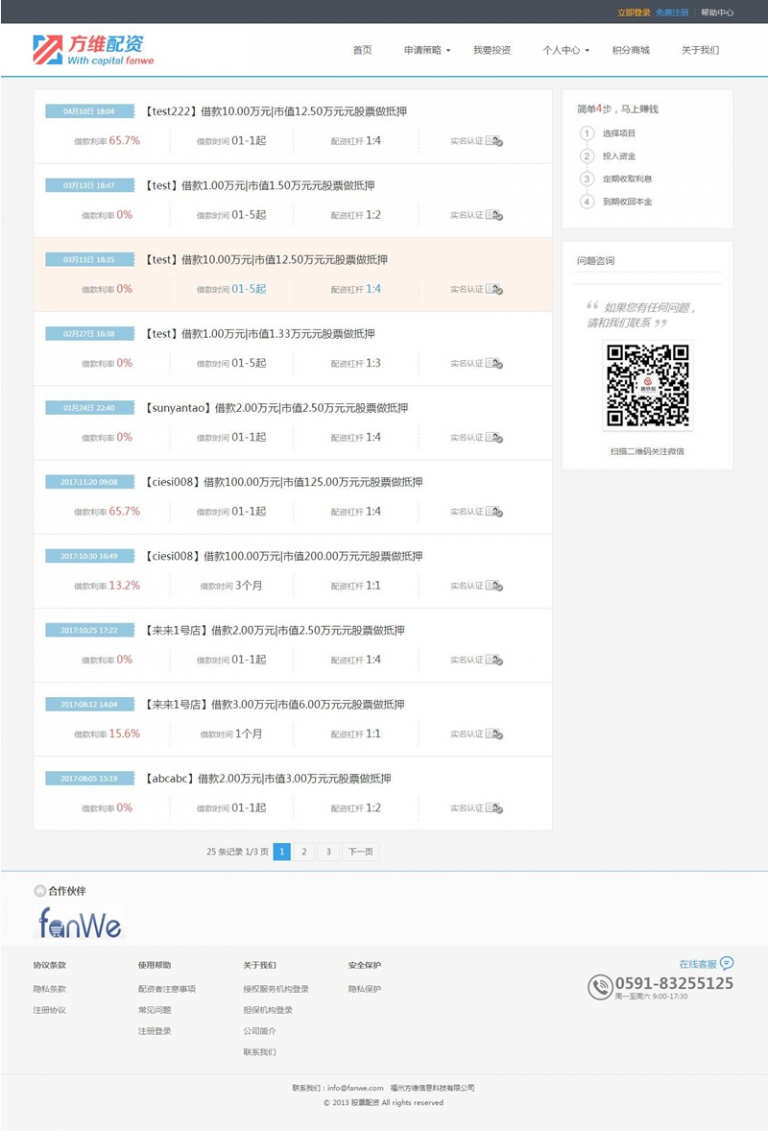 立即登录 免费注册 | 帮助中心
方维配资
With capital fanwe
首页 申请策略 我要投资 个人中心 积分商城 关于我们
04月10日 18:04 【test222】借款10.00万元|市值12.50万元元股票做抵押
借款利率 65.7% 借款时间 01-1起 配资杠杆 1:4 实名认证
03月13日 18:47 【test】借款1.00万元|市值1.50万元元股票做抵押
借款利率 0% 借款时间 01-5起 配资杠杆 1:2 实名认证
03月13日 18:35 【test】借款10.00万元|市值12.50万元元股票做抵押
借款利率 0% 借款时间 01-5起 配资杠杆 1:4 实名认证
02月27日 16:38 【test】借款1.00万元|市值1.33万元元股票做抵押
借款利率 0% 借款时间 01-5起 配资杠杆 1:3 实名认证
01月24日 22:40 【sunyantao】借款2.00万元|市值2.50万元元股票做抵押
借款利率 0% 借款时间 01-1起 配资杠杆 1:4 实名认证
2017:11:20 09:08 【ciesi008】借款100.00万元|市值125.00万元元股票做抵押
借款利率 65.7% 借款时间 01-1起 配资杠杆 1:4 实名认证
2017:10:30 16:49 【ciesi008】借款100.00万元|市值200.00万元元股票做抵押
借款利率 13.2% 借款时间 3个月 配资杠杆 1:1 实名认证
2017:10:25 17:22 【来来1号店】借款2.00万元|市值2.50万元元股票做抵押
借款利率 0% 借款时间 01-1起 配资杠杆 1:4 实名认证
2017:08:12 14:04 【来来1号店】借款3.00万元|市值6.00万元元股票做抵押
借款利率 15.6% 借款时间 1个月 配资杠杆 1:1 实名认证
2017:08:05 15:19 【abcabc】借款2.00万元|市值3.00万元元股票做抵押
借款利率 0% 借款时间 01-1起 配资杠杆 1:2 实名认证
25 条记录 1/3 页 1 2 3 下一页
简单4步，马上赚钱
1 选择项目
2 投入资金
3 定期收取利息
4 到期收回本金
问题咨询
“ 如果您有任何问题，
请和我们联系 ”
扫描二维码关注微信
合作伙伴
fanWe
协议条款 使用帮助 关于我们 安全保护
隐私条款 配资者注意事项 授权服务机构登录 隐私保护
注册协议 常见问题 担保机构登录
注册登录 公司简介
联系我们
在线客服
0591-83255125
周一至周六 9:00-17:30
联系我们：info@fanwe.com 福州方维信息科技有限公司
© 2013 股票配资 All rights reserved